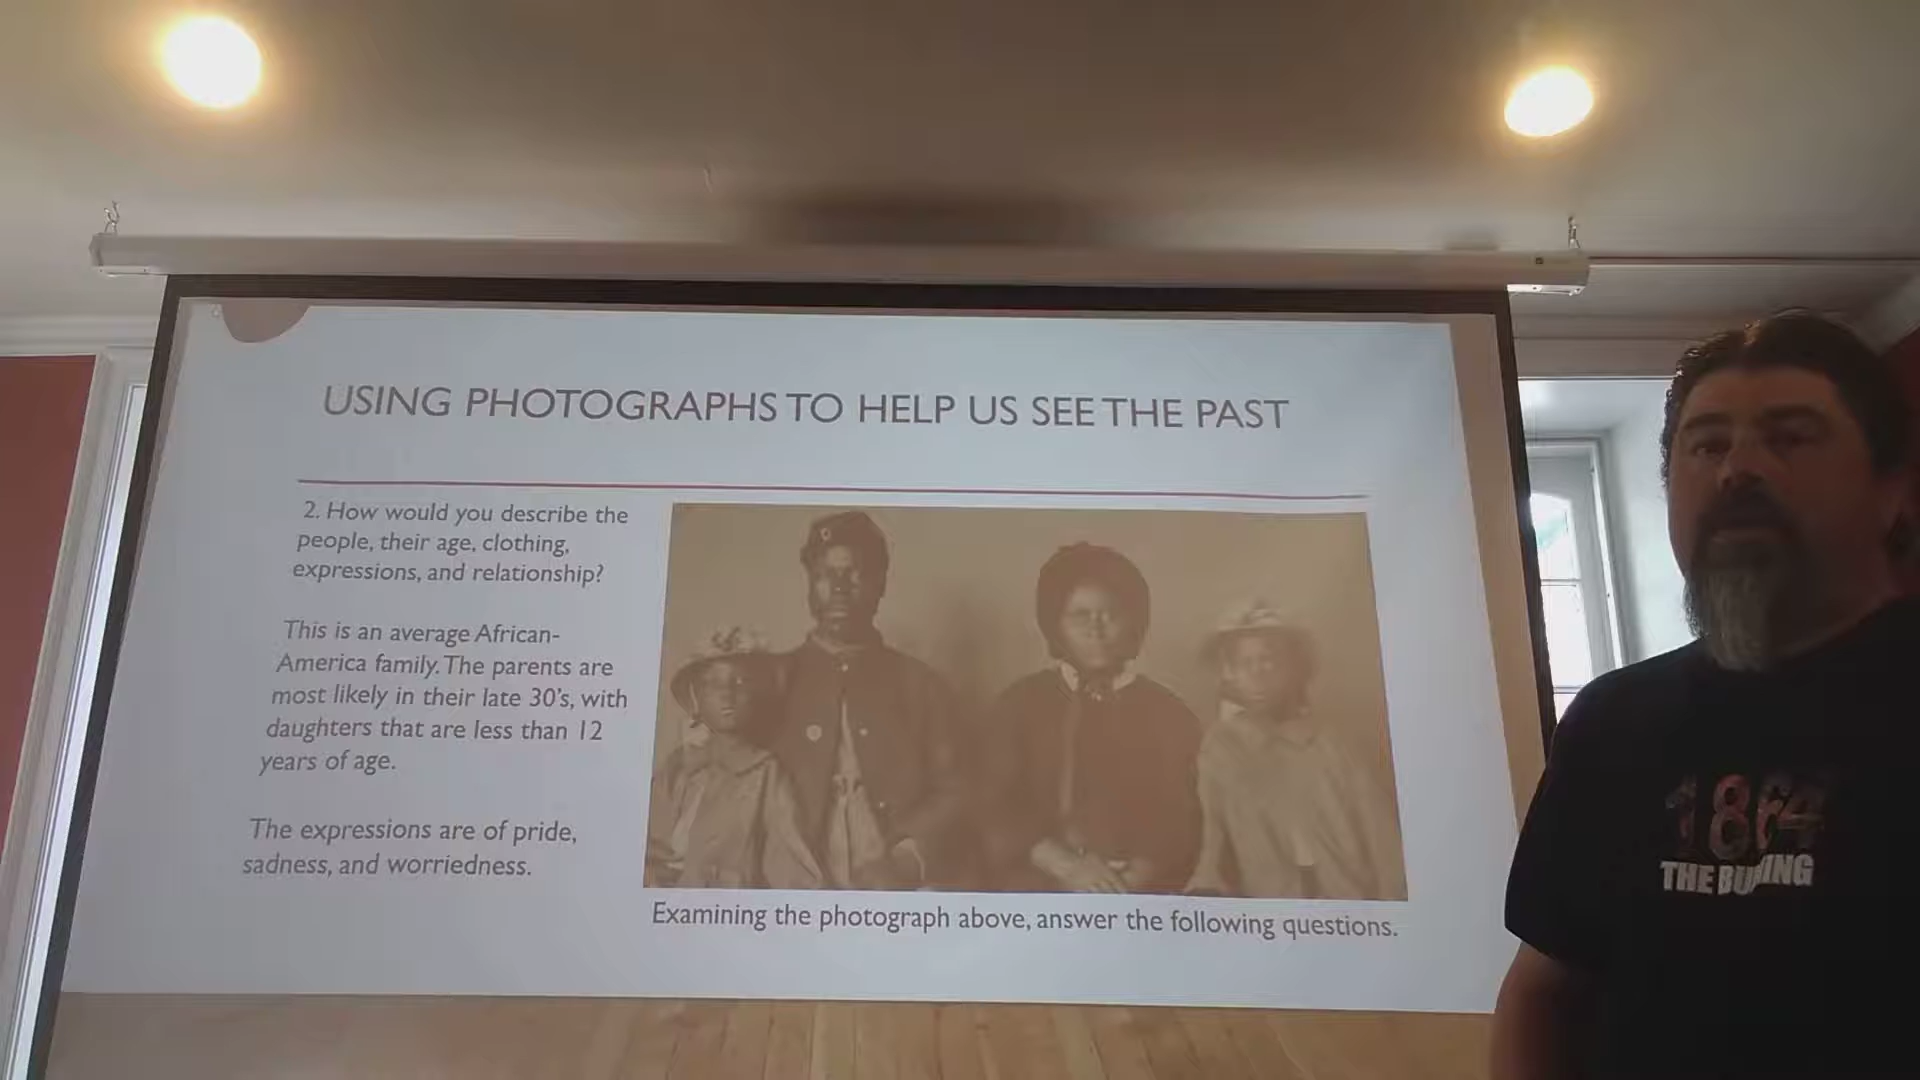 USING PHOTOGRAPHS TO HELP US SEE THE PAST
2. How would you describe the
people, their age, clothing,
expressions, and relationship?
This is an average African-
America family. The parents are
most likely in their late 30's, with
daughters that are less than 12
years of age.
The expressions are of pride,
sadness, and worriedness.
Examining the photograph above, answer the following questions.
1864
THE BURNING